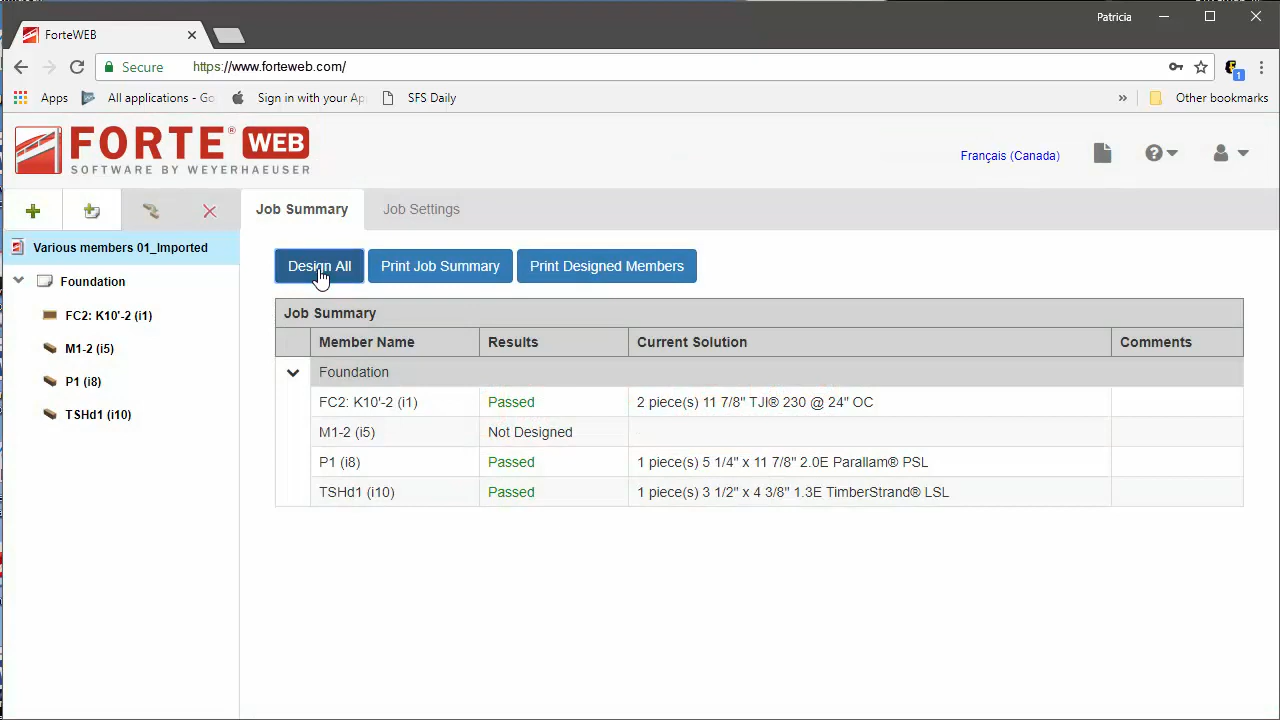 Patricia
ForteWEB
Secure https://www.forteweb.com/
1
Apps All applications - Go Sign in with your Ap SFS Daily » Other bookmarks
FORTE® WEB
SOFTWARE BY WEYERHAEUSER
Français (Canada)
Job Summary Job Settings
Various members 01_Imported
Foundation
FC2: K10'-2 (i1)
M1-2 (i5)
P1 (i8)
TSHd1 (i10)
Design All Print Job Summary Print Designed Members
Job Summary
Member Name Results Current Solution Comments
Foundation
FC2: K10'-2 (i1) Passed 2 piece(s) 11 7/8" TJI® 230 @ 24" OC
M1-2 (i5) Not Designed
P1 (i8) Passed 1 piece(s) 5 1/4" x 11 7/8" 2.0E Parallam® PSL
TSHd1 (i10) Passed 1 piece(s) 3 1/2" x 4 3/8" 1.3E TimberStrand® LSL